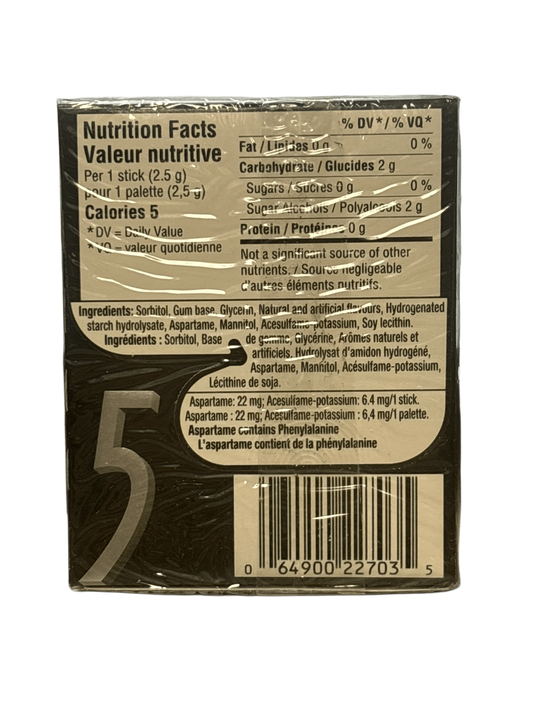 Nutrition Facts
Valeur nutritive
Per 1 stick (2.5 g)
pour 1 palette (2,5 g)
Calories 5
*DV = Daily Value
*VQ = valeur quotidienne
% DV*/% VQ*
Fat / Lipides 0 g 0 %
Carbohydrate / Glucides 2 g
Sugars / Sucres 0 g 0 %
Sugar Alcohols / Polyalcools 2 g
Protein / Protéines 0 g
Not a significant source of other
nutrients. / Source négligeable
d'autres éléments nutritifs.
Ingredients: Sorbitol, Gum base, Glycerin, Natural and artificial flavours, Hydrogenated
starch hydrolysate, Aspartame, Mannitol, Acesulfame-potassium, Soy lecithin.
Ingrédients : Sorbitol, Base de gomme, Glycérine, Arômes naturels et
artificiels. Hydrolysat d'amidon hydrogéné,
Aspartame, Mannitol, Acésulfame-potassium,
Lécithine de soja.
Aspartame: 22 mg; Acesulfame-potassium: 6.4 mg/1 stick.
Aspartame : 22 mg; Acésulfame-potassium : 6,4 mg/1 palette.
Aspartame contains Phenylalanine
L'aspartame contient de la phénylalanine
5
0 64900 22703 5